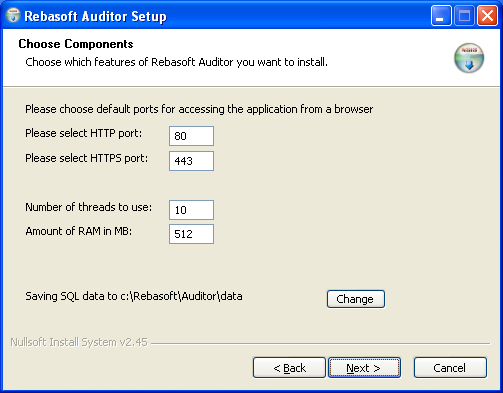 Rebasoft Auditor Setup
Choose Components
Choose which features of Rebasoft Auditor you want to install.
Please choose default ports for accessing the application from a browser
Please select HTTP port: 80
Please select HTTPS port: 443
Number of threads to use: 10
Amount of RAM in MB: 512
Saving SQL data to c:\Rebasoft\Auditor\data Change
Nullsoft Install System v2.45
< Back Next > Cancel